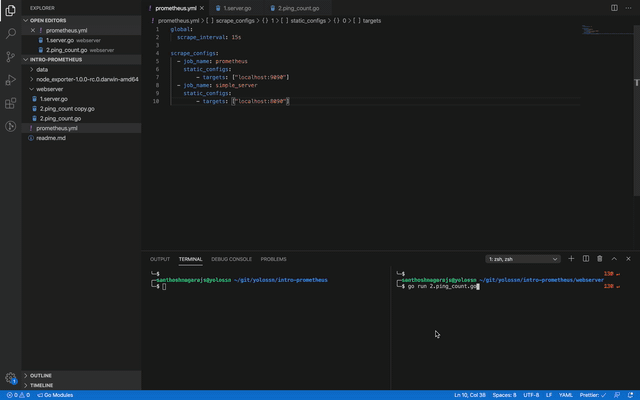 EXPLORER
OPEN EDITORS
prometheus.yml
1.server.go webserver
2.ping_count.go webserver
INTRO-PROMETHEUS
data
node_exporter-1.0.0-rc.0.darwin-amd64
webserver
1.server.go
2.ping_count copy.go
2.ping_count.go
prometheus.yml
readme.md
OUTLINE
TIMELINE
prometheus.yml
1.server.go
2.ping_count.go
prometheus.yml > [ ] scrape_configs > {} 1 > [ ] static_configs > {} 0 > [ ] targets
1 global:
2 scrape_interval: 15s
3
4 scrape_configs:
5 - job_name: prometheus
6 static_configs:
7 - targets: ["localhost:9090"]
8 - job_name: simple_server
9 static_configs:
10 - targets: ["localhost:8090"]
OUTPUT TERMINAL DEBUG CONSOLE PROBLEMS
1: zsh, zsh
~/git/yolossn/intro-prometheus
$
130
~/git/yolossn/intro-prometheus/webserver
$ go run 2.ping_count.go
130
0 0 Go Modules
Ln 10, Col 38 Spaces: 8 UTF-8 LF YAML Prettier: ✓